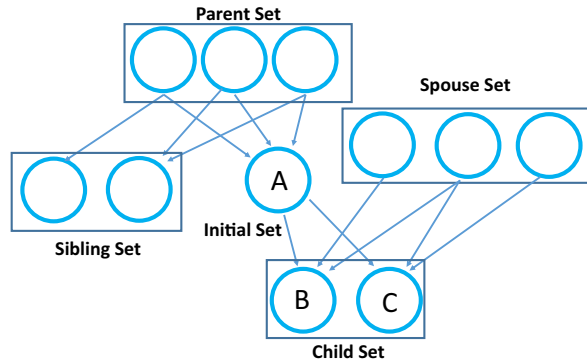 Parent Set
Spouse Set
A
Sibling Set
Initial Set
B
C
Child Set